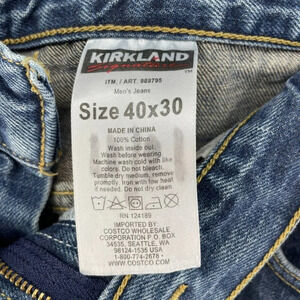 KIRKLAND
Signature
TM
ITM. / ART. 989795
Men's Jeans
Size 40x30
MADE IN CHINA
100% Cotton
Wash inside out.
Wash before wearing
Machine wash cold with like
colors. Do not bleach.
Tumble dry medium, remove
promptly. Iron with low heat
if needed. Do not dry clean.
RN 124189
IMPORTED BY
COSTCO WHOLESALE
CORPORATION P.O. BOX
34535, SEATTLE, WA
98124-1535 USA
1-800-774-2678 •
WWW.COSTCO.COM